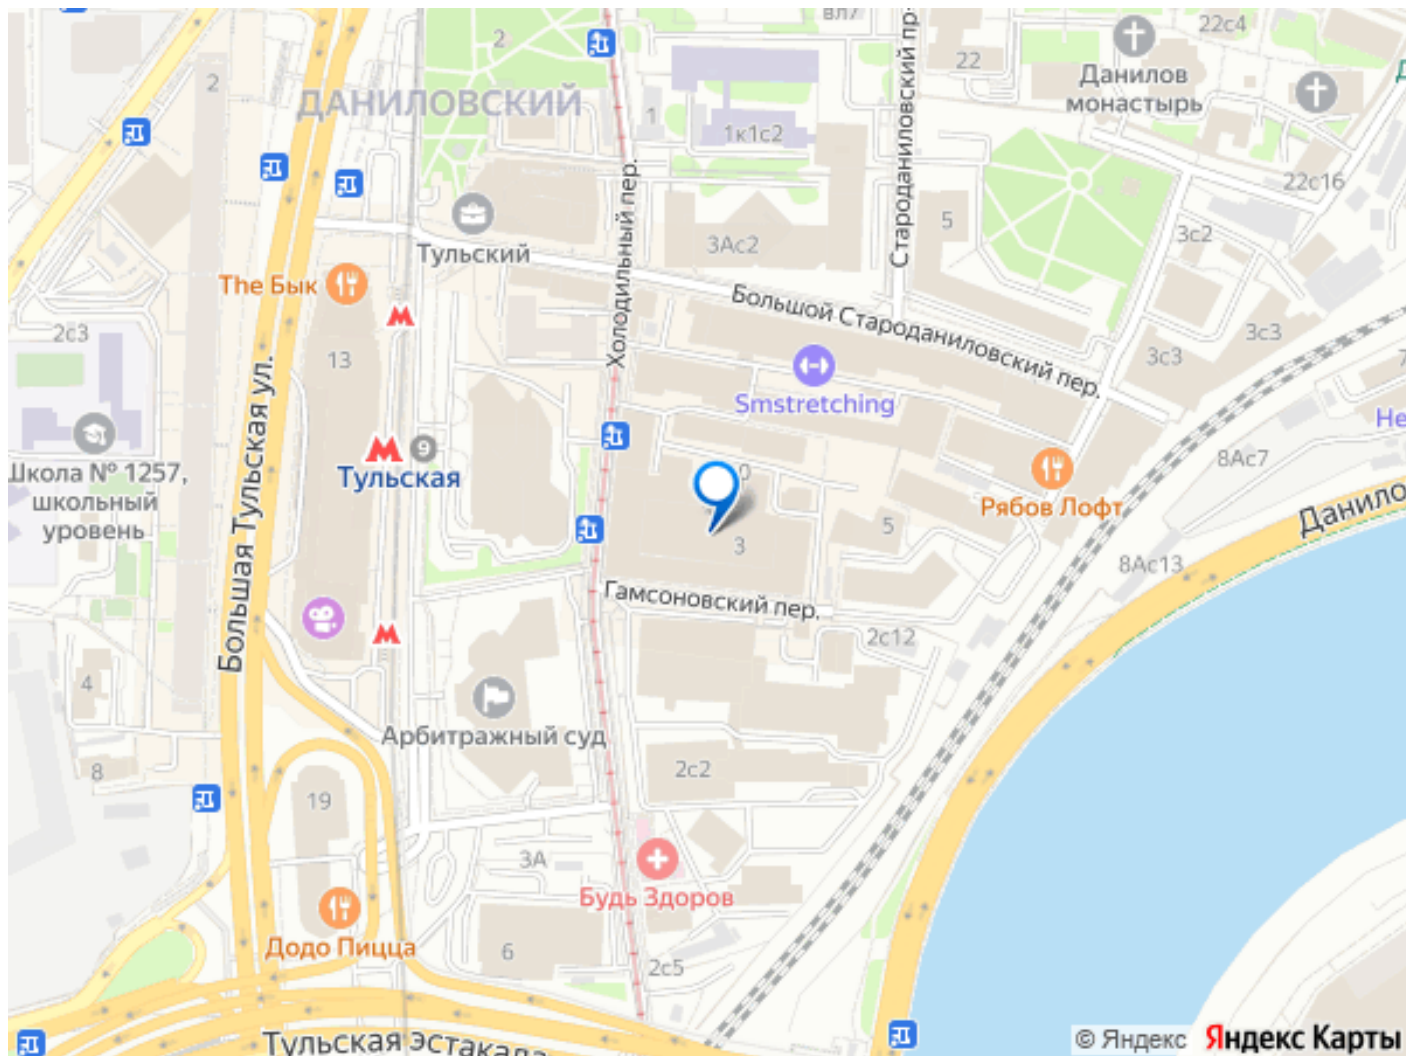 вл7
22с4
2
22
Данилов
монастырь
2
ДАНИЛОВСКИЙ
1
1к1с2
Староданиловский пр-
22с16
Холодильный пер.
5
3Ас2
3с2
Тульский
The Бык
Большой Староданиловский пер.
2с3
13
3с3
3с3
Smstretching
Большая Тульская ул.
Не
9
Тульская
Школа № 1257,
школьный
уровень
8Ас7
0
Рябов Лофт
Данило
5
3
8Ас13
Гамсоновский пер.
2с12
4
Арбитражный суд
8
2с2
19
3А
Будь Здоров
Додо Пицца
6
2с5
Тульская эстакада
© Яндекс Яндекс Карты